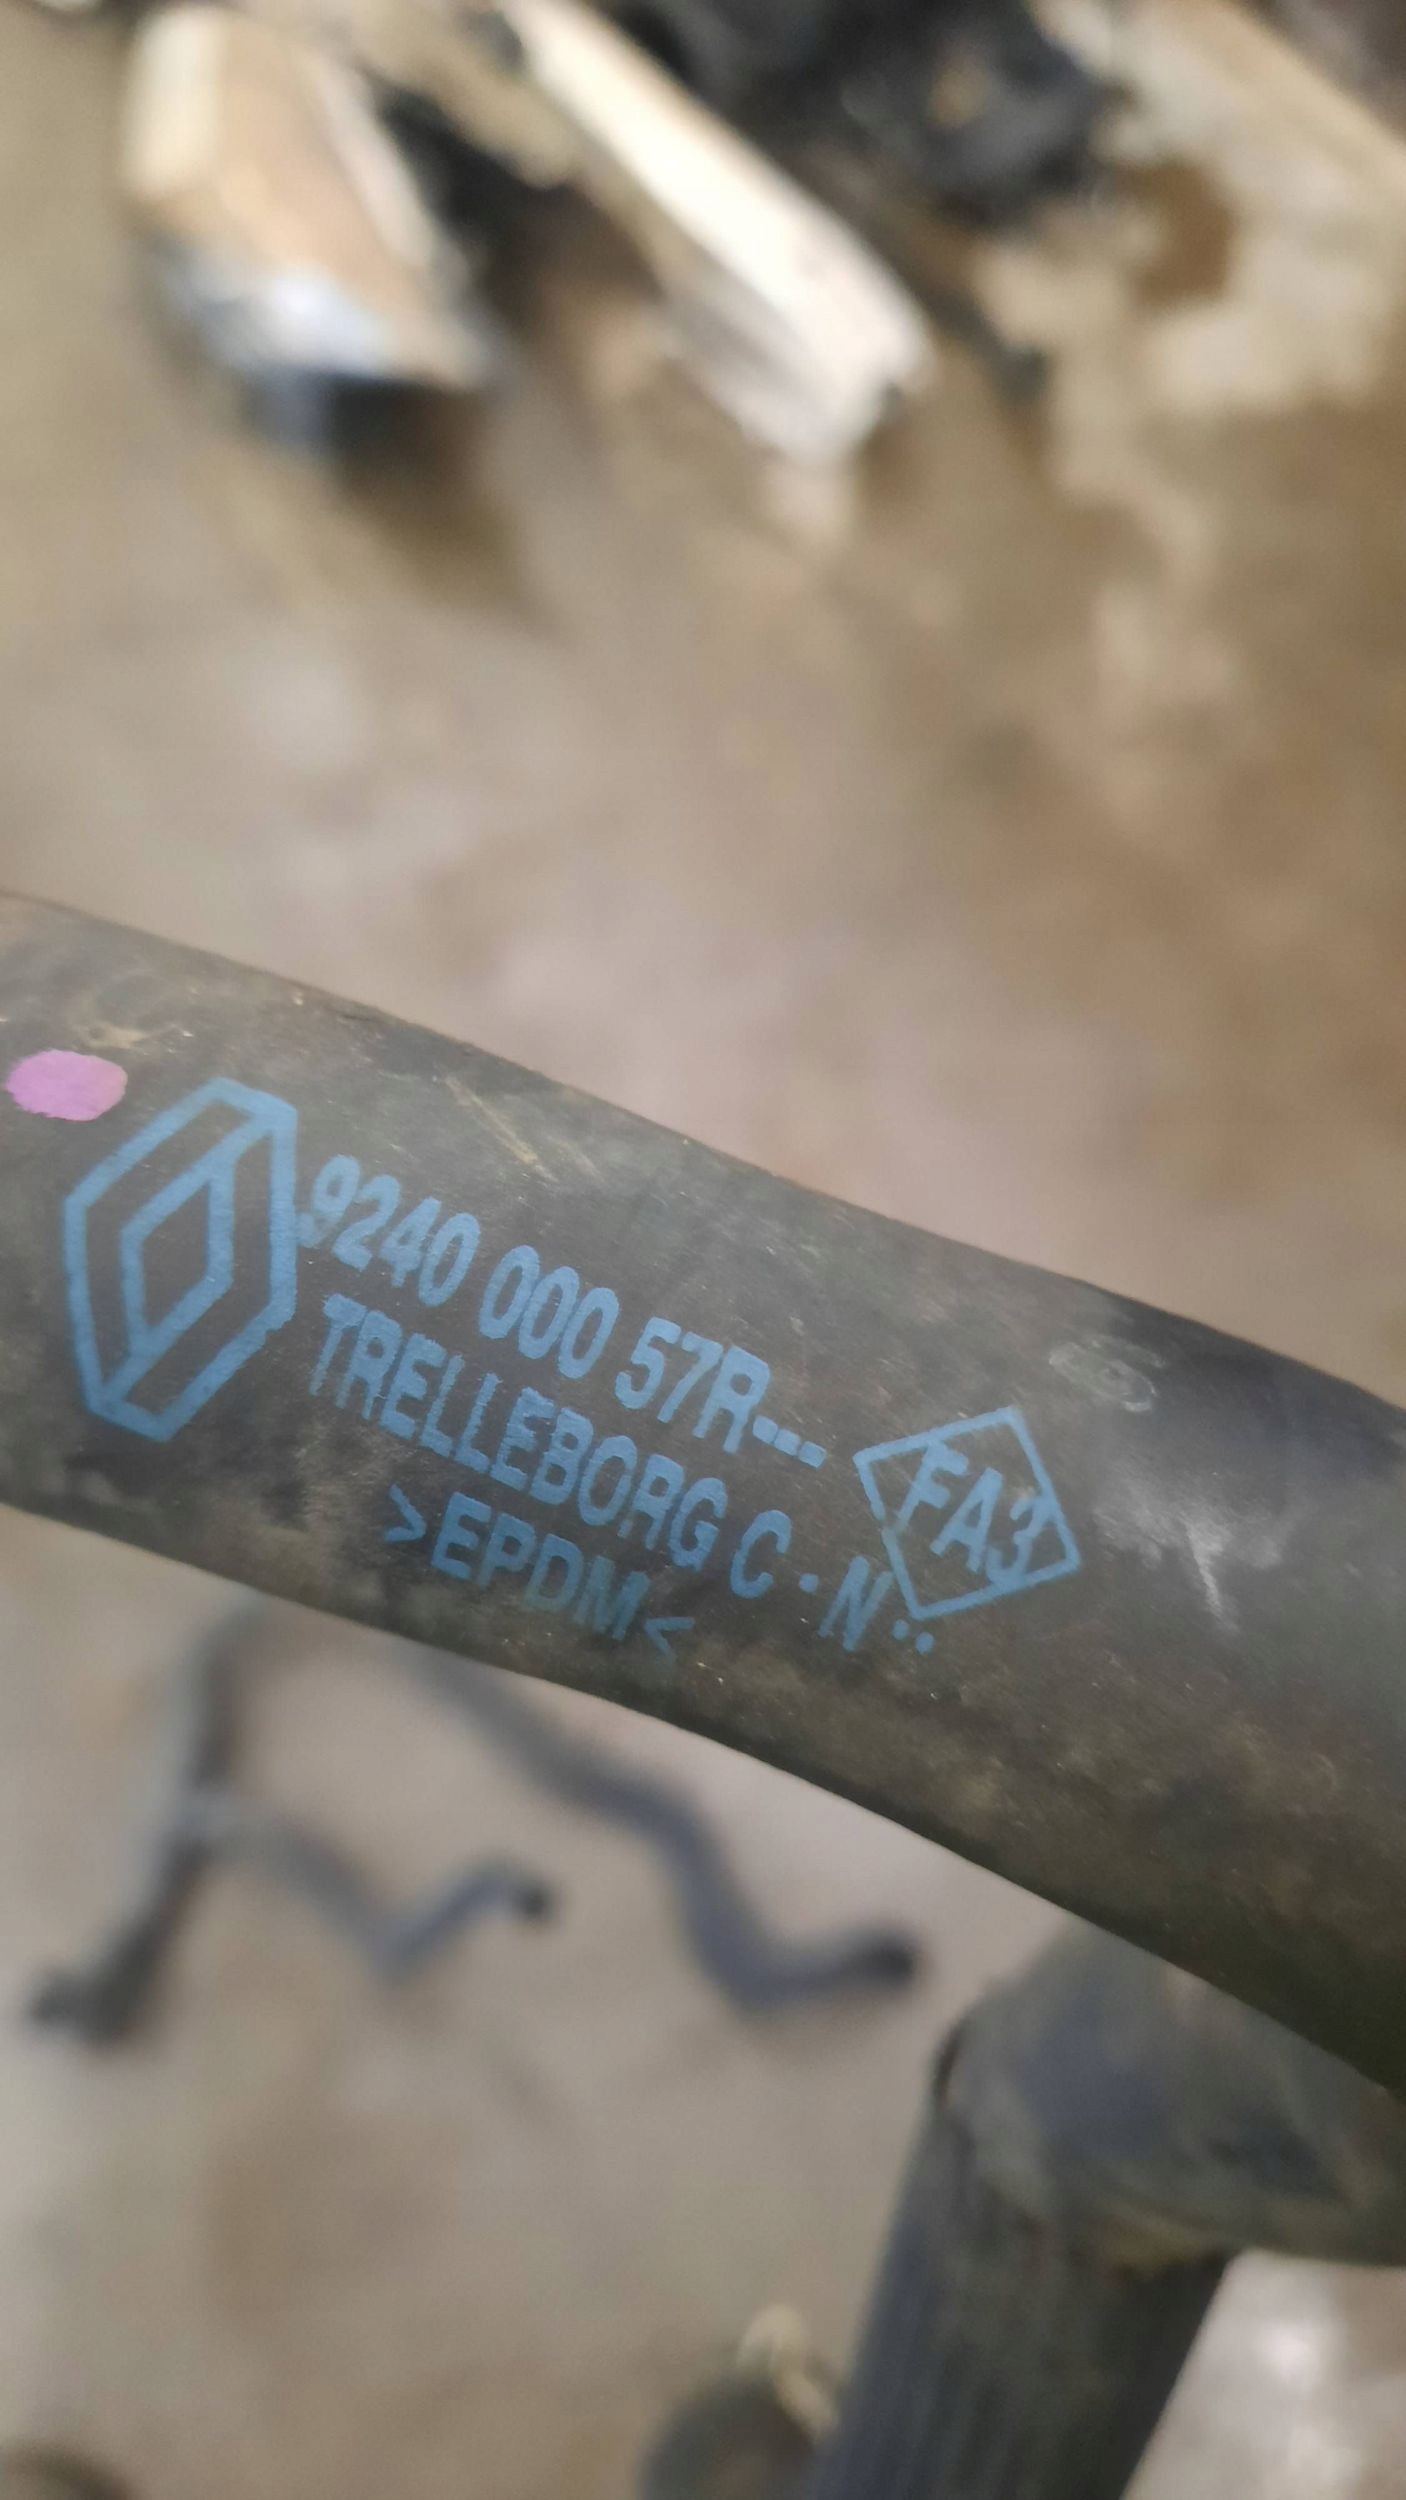 9240 000 57R---
TRELLEBORG C · N ··
FA3
>EPDM<